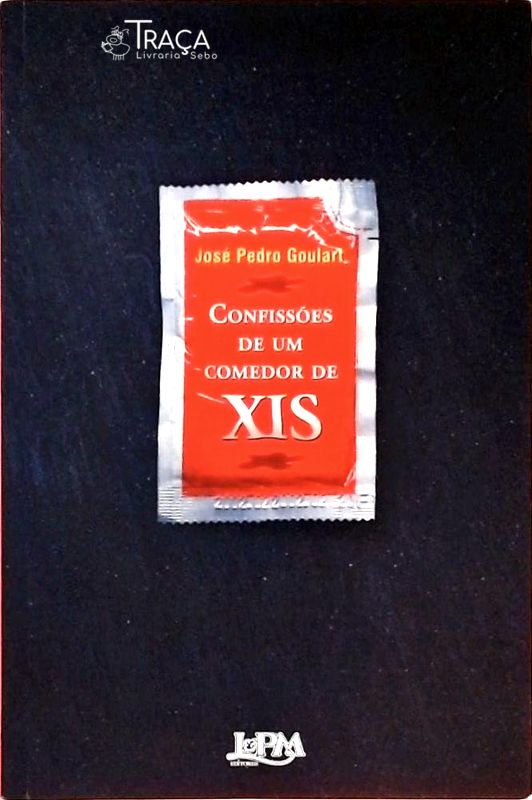 TRAÇA
Livraria Sebo
José Pedro Goulart
CONFISSÕES
DE UM
COMEDOR DE
XIS
L&PM
EDITORES